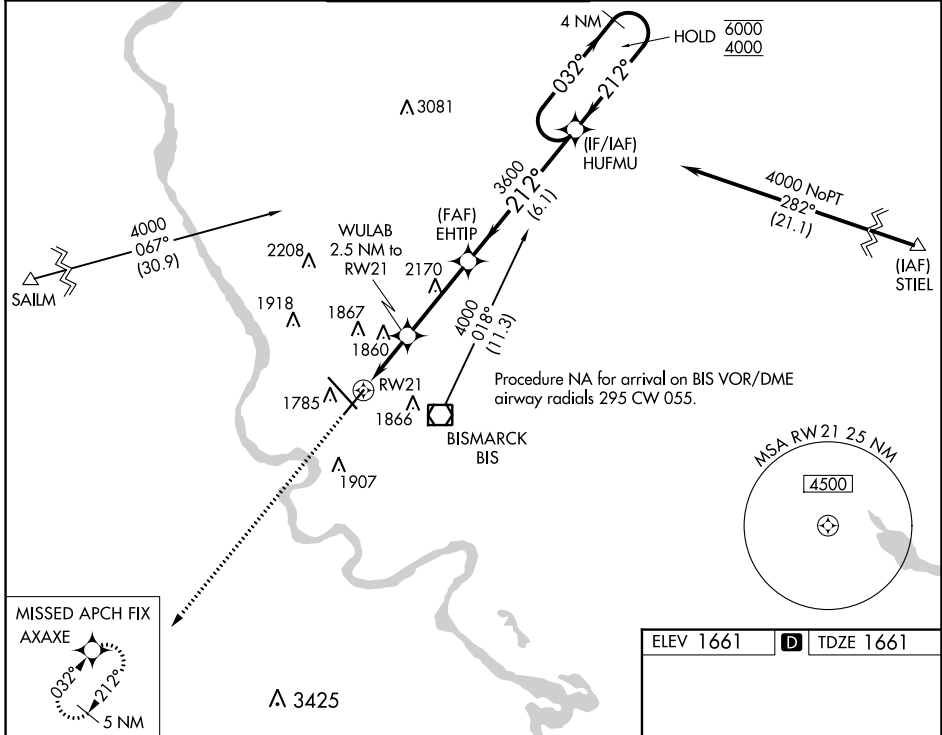 4 NM
HOLD 6000
4000
032°
212°
3081
(IF/IAF)
HUFMU
3600
212°
(6.1)
4000 NoPT
282°
(21.1)
(IAF)
STIEL
(FAF)
EHTIP
4000
067°
(30.9)
SAILM
WULAB
2.5 NM to
RW21
2208
2170
1918
1867
1860
4000
018°
(11.3)
Procedure NA for arrival on BIS VOR/DME
airway radials 295 CW 055.
RW21
1785
1866
BISMARCK
BIS
1907
MSA RW21 25 NM
4500
MISSED APCH FIX
AXAXE
032°
212°
5 NM
3425
ELEV 1661 D TDZE 1661